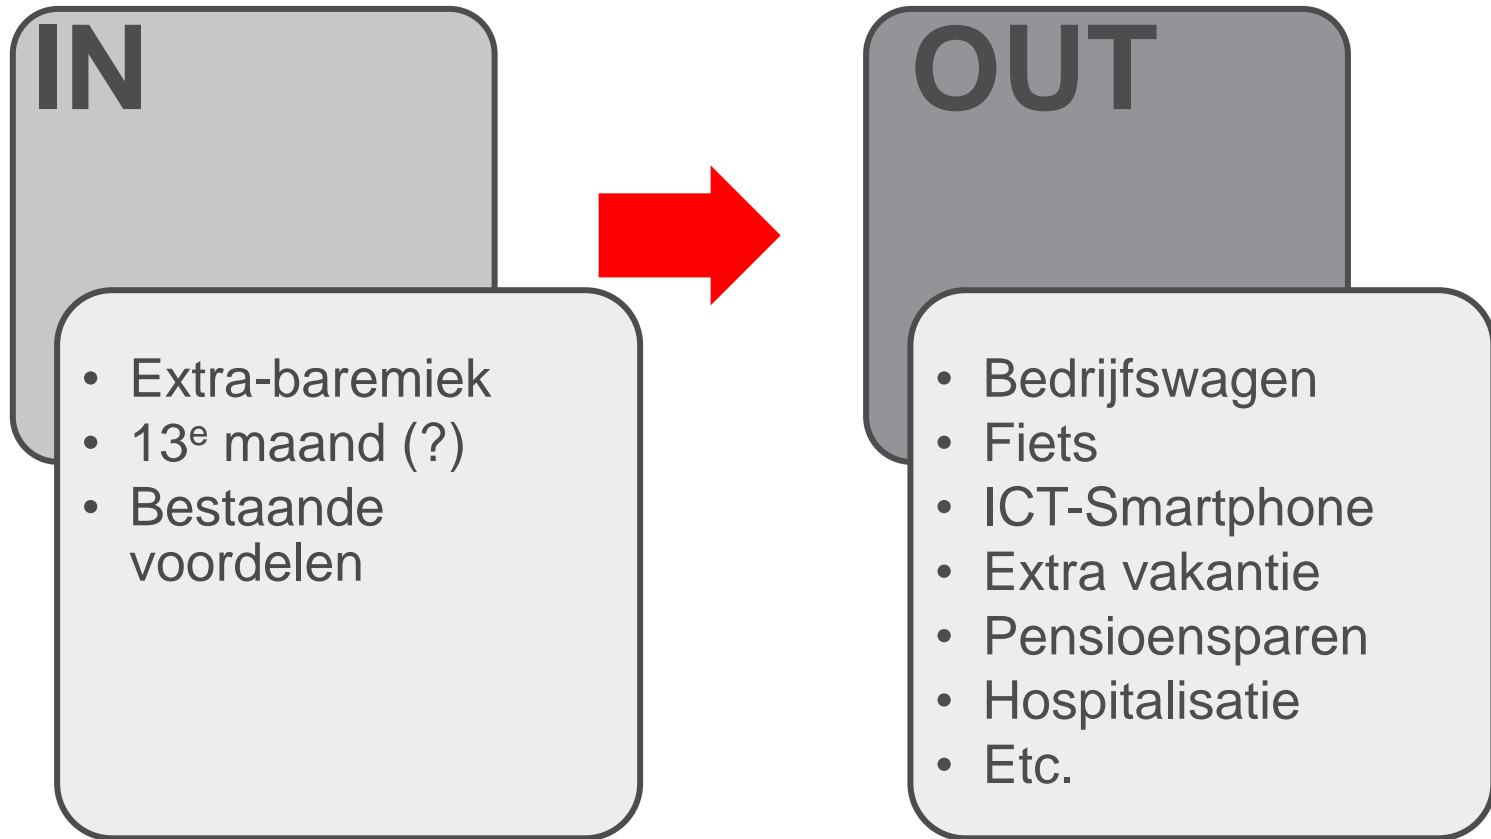 IN
• Extra-baremiek
• 13e maand (?)
• Bestaande
voordelen
OUT
• Bedrijfswagen
• Fiets
• ICT-Smartphone
• Extra vakantie
• Pensioensparen
• Hospitalisatie
• Etc.